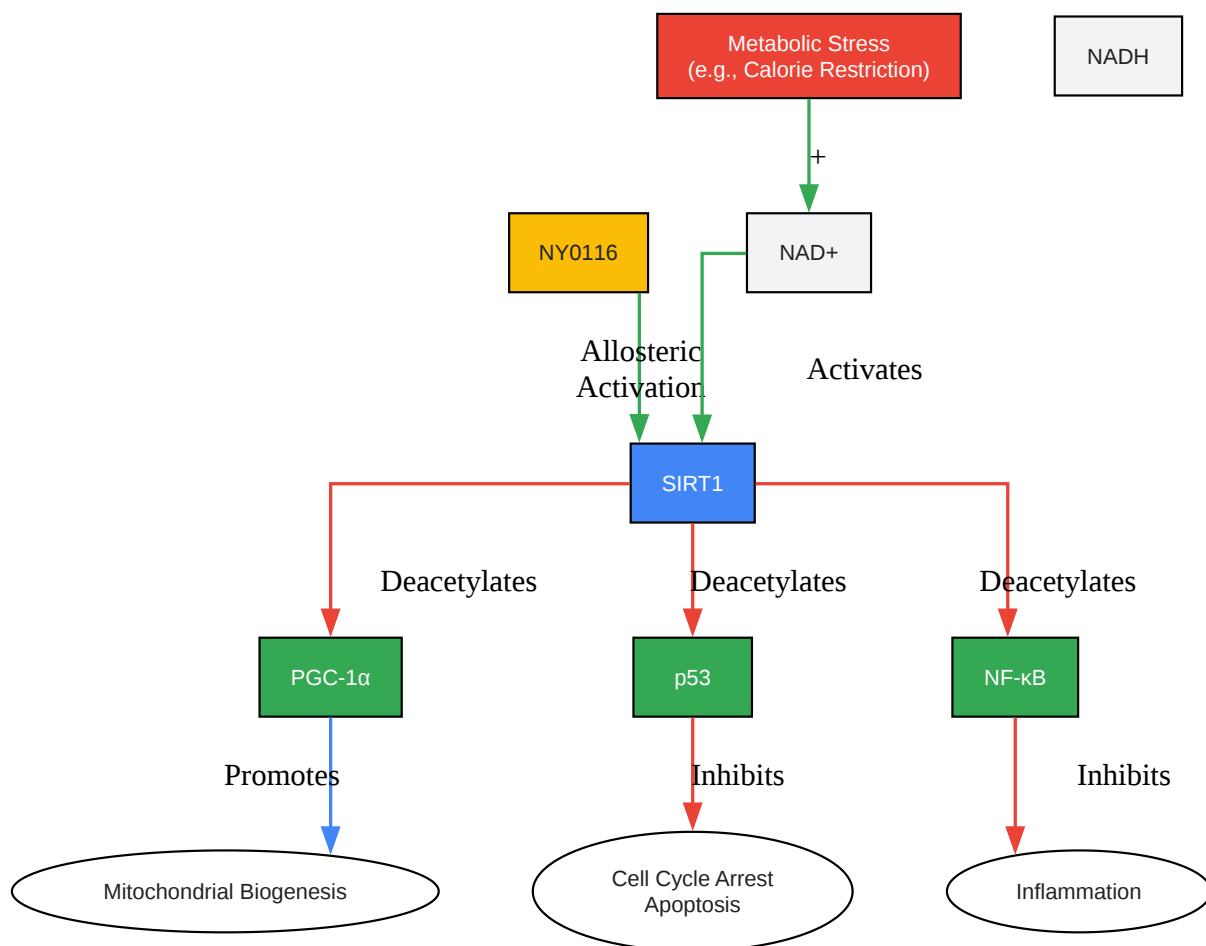 Metabolic Stress
(e.g., Calorie Restriction)
NADH
+
NY0116
NAD+
Allosteric
Activation
Activates
SIRT1
Deacetylates
Deacetylates
Deacetylates
PGC-1α
p53
NF-κB
Promotes
Inhibits
Inhibits
Mitochondrial Biogenesis
Cell Cycle Arrest
Apoptosis
Inflammation